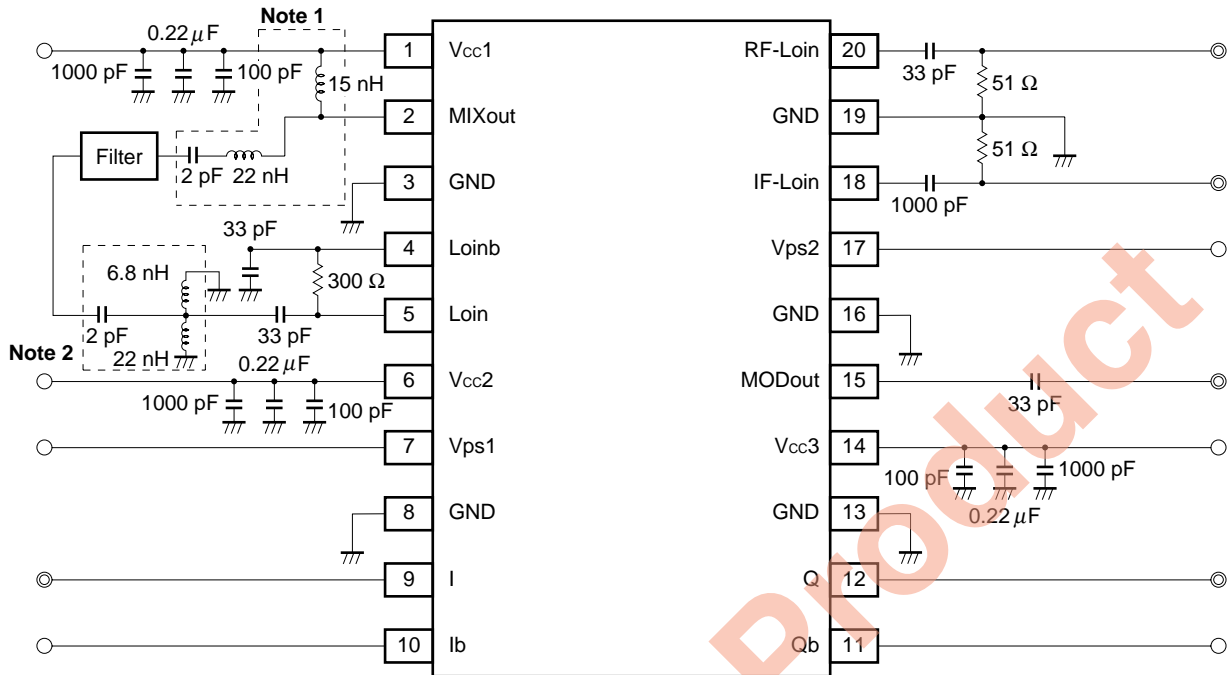 Note 1
0.22 μF
1000 pF
100 pF
15 nH
1 Vcc1
2 MIXout
Filter
2 pF
22 nH
3 GND
33 pF
4 Loinb
6.8 nH
300 Ω
5 Loin
2 pF
33 pF
22 nH
Note 2
0.22 μF
6 Vcc2
1000 pF
100 pF
7 Vps1
8 GND
9 I
10 Ib
RF-Loin 20
33 pF
51 Ω
GND 19
51 Ω
IF-Loin 18
1000 pF
Vps2 17
GND 16
MODout 15
33 pF
Vcc3 14
100 pF
1000 pF
0.22 μF
GND 13
Q 12
Qb 11
Product